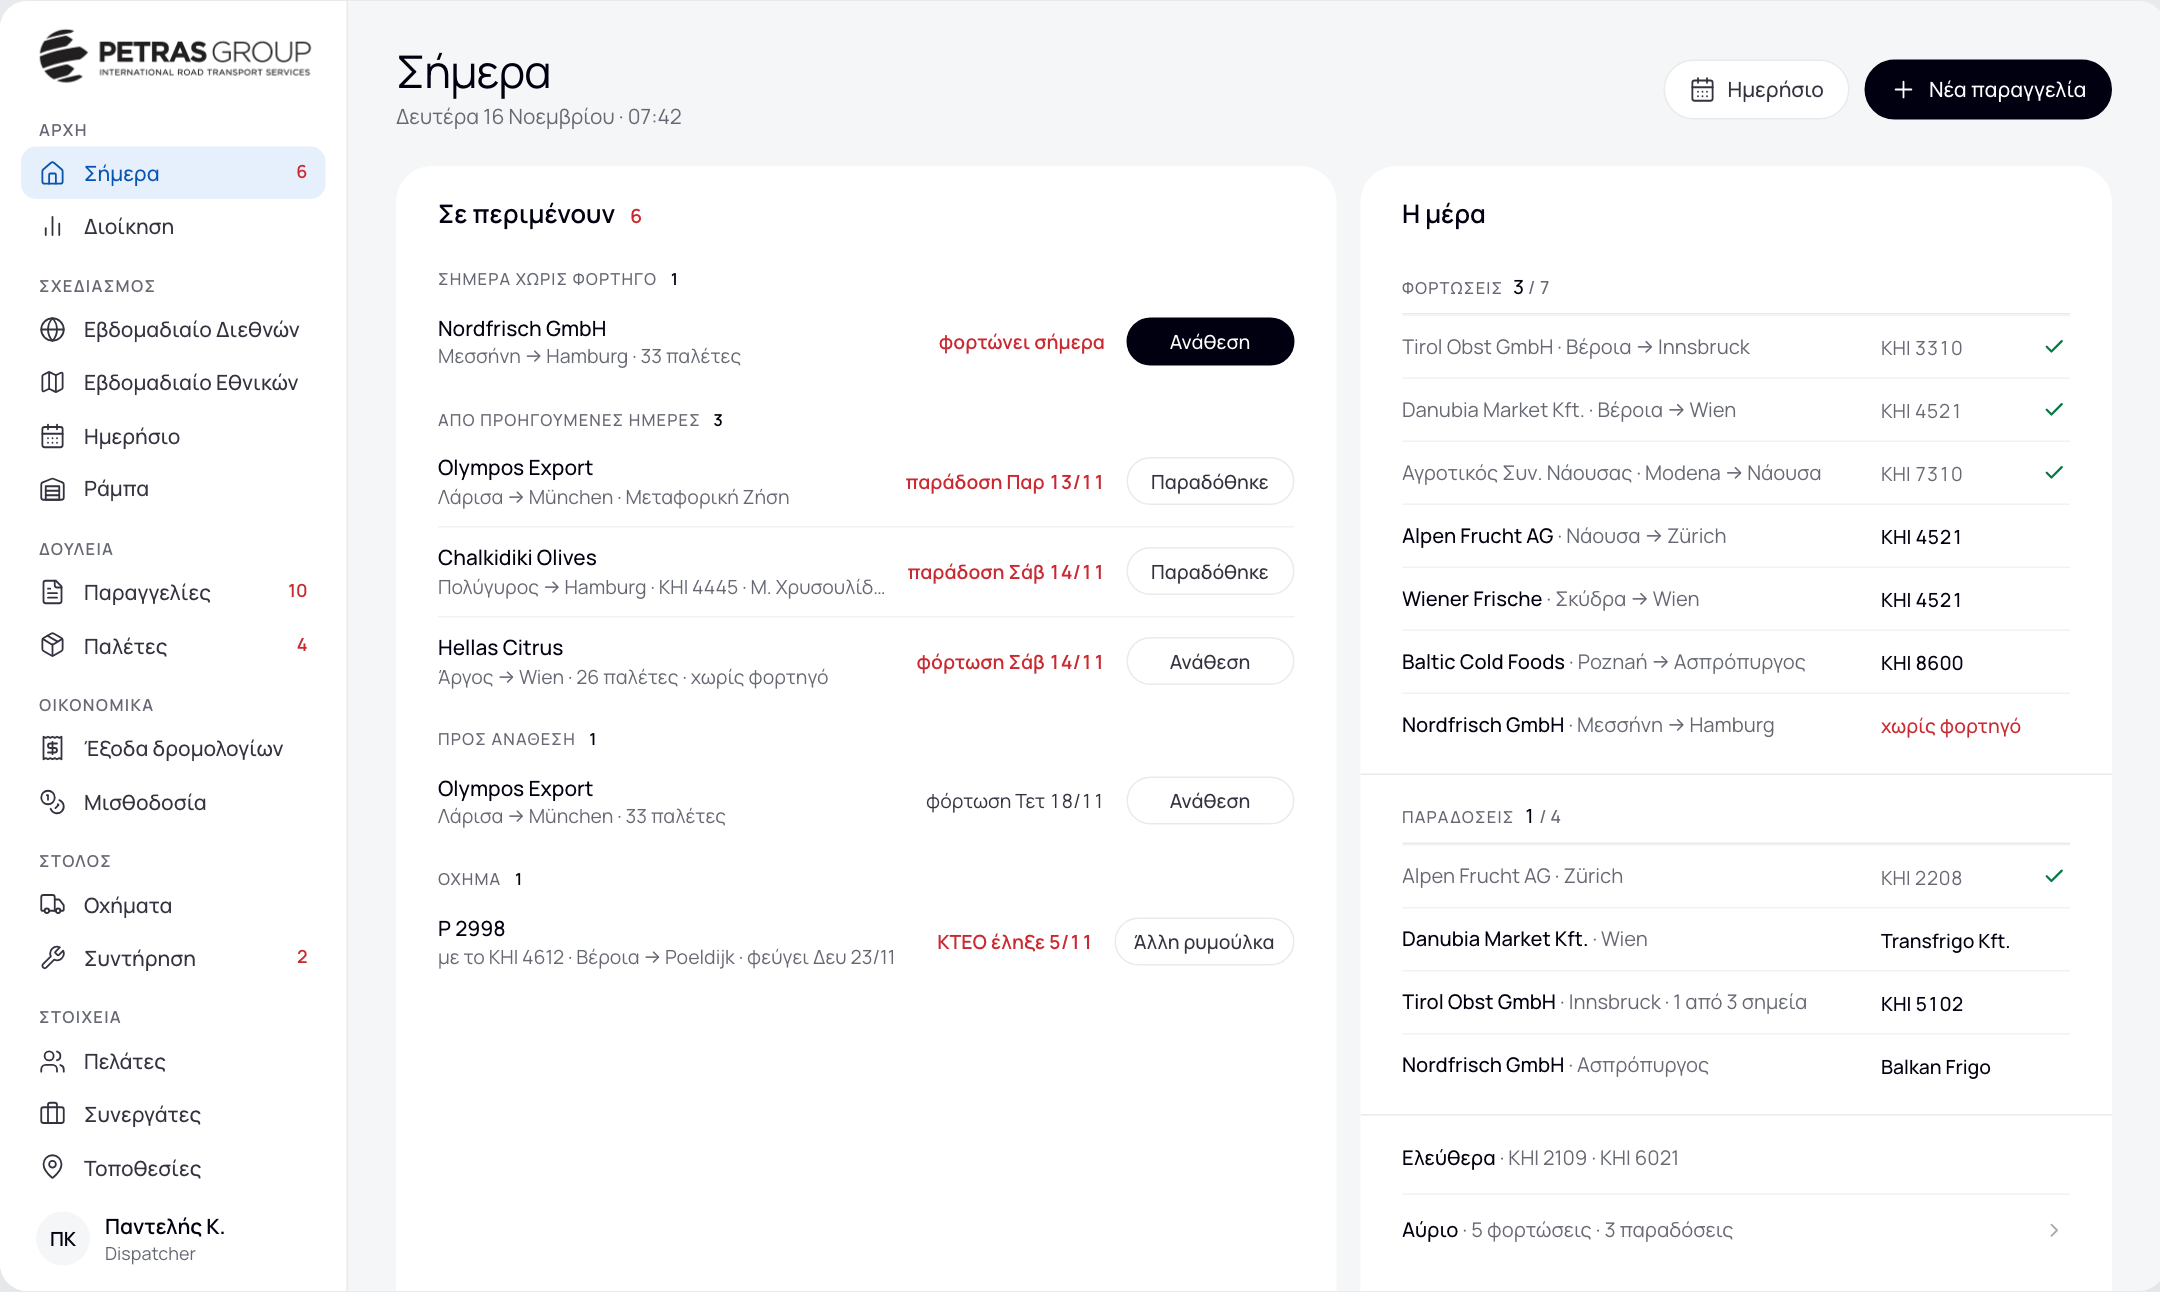 PETRAS GROUP
INTERNATIONAL ROAD TRANSPORT SERVICES
ΑΡΧΗ
Σήμερα 6
Διοίκηση
ΣΧΕΔΙΑΣΜΟΣ
Εβδομαδιαίο Διεθνών
Εβδομαδιαίο Εθνικών
Ημερήσιο
Ράμπα
ΔΟΥΛΕΙΑ
Παραγγελίες 10
Παλέτες 4
ΟΙΚΟΝΟΜΙΚΑ
Έξοδα δρομολογίων
Μισθοδοσία
ΣΤΟΛΟΣ
Οχήματα
Συντήρηση 2
ΣΤΟΙΧΕΙΑ
Πελάτες
Συνεργάτες
Τοποθεσίες
ΠΚ
Παντελής Κ.
Dispatcher
Σήμερα
Δευτέρα 16 Νοεμβρίου · 07:42
Ημερήσιο
+ Νέα παραγγελία
Σε περιμένουν 6
ΣΗΜΕΡΑ ΧΩΡΙΣ ΦΟΡΤΗΓΟ 1
Nordfrisch GmbH
Μεσσήνη → Hamburg · 33 παλέτες
φορτώνει σήμερα
Ανάθεση
ΑΠΟ ΠΡΟΗΓΟΥΜΕΝΕΣ ΗΜΕΡΕΣ 3
Olympos Export
Λάρισα → München · Μεταφορική Ζήση
παράδοση Παρ 13/11
Παραδόθηκε
Chalkidiki Olives
Πολύγυρος → Hamburg · ΚΗΙ 4445 · Μ. Χρυσουλίδ…
παράδοση Σάβ 14/11
Παραδόθηκε
Hellas Citrus
Άργος → Wien · 26 παλέτες · χωρίς φορτηγό
φόρτωση Σάβ 14/11
Ανάθεση
ΠΡΟΣ ΑΝΑΘΕΣΗ 1
Olympos Export
Λάρισα → München · 33 παλέτες
φόρτωση Τετ 18/11
Ανάθεση
ΟΧΗΜΑ 1
Ρ 2998
με το ΚΗΙ 4612 · Βέροια → Poeldijk · φεύγει Δευ 23/11
ΚΤΕΟ έληξε 5/11
Άλλη ρυμούλκα
Η μέρα
ΦΟΡΤΩΣΕΙΣ 3 / 7
Tirol Obst GmbH · Βέροια → Innsbruck ΚΗΙ 3310
Danubia Market Kft. · Βέροια → Wien ΚΗΙ 4521
Αγροτικός Συν. Νάουσας · Modena → Νάουσα ΚΗΙ 7310
Alpen Frucht AG · Νάουσα → Zürich ΚΗΙ 4521
Wiener Frische · Σκύδρα → Wien ΚΗΙ 4521
Baltic Cold Foods · Poznań → Ασπρόπυργος ΚΗΙ 8600
Nordfrisch GmbH · Μεσσήνη → Hamburg χωρίς φορτηγό
ΠΑΡΑΔΟΣΕΙΣ 1 / 4
Alpen Frucht AG · Zürich ΚΗΙ 2208
Danubia Market Kft. · Wien Transfrigo Kft.
Tirol Obst GmbH · Innsbruck · 1 από 3 σημεία ΚΗΙ 5102
Nordfrisch GmbH · Ασπρόπυργος Balkan Frigo
Ελεύθερα · ΚΗΙ 2109 · ΚΗΙ 6021
Αύριο · 5 φορτώσεις · 3 παραδόσεις